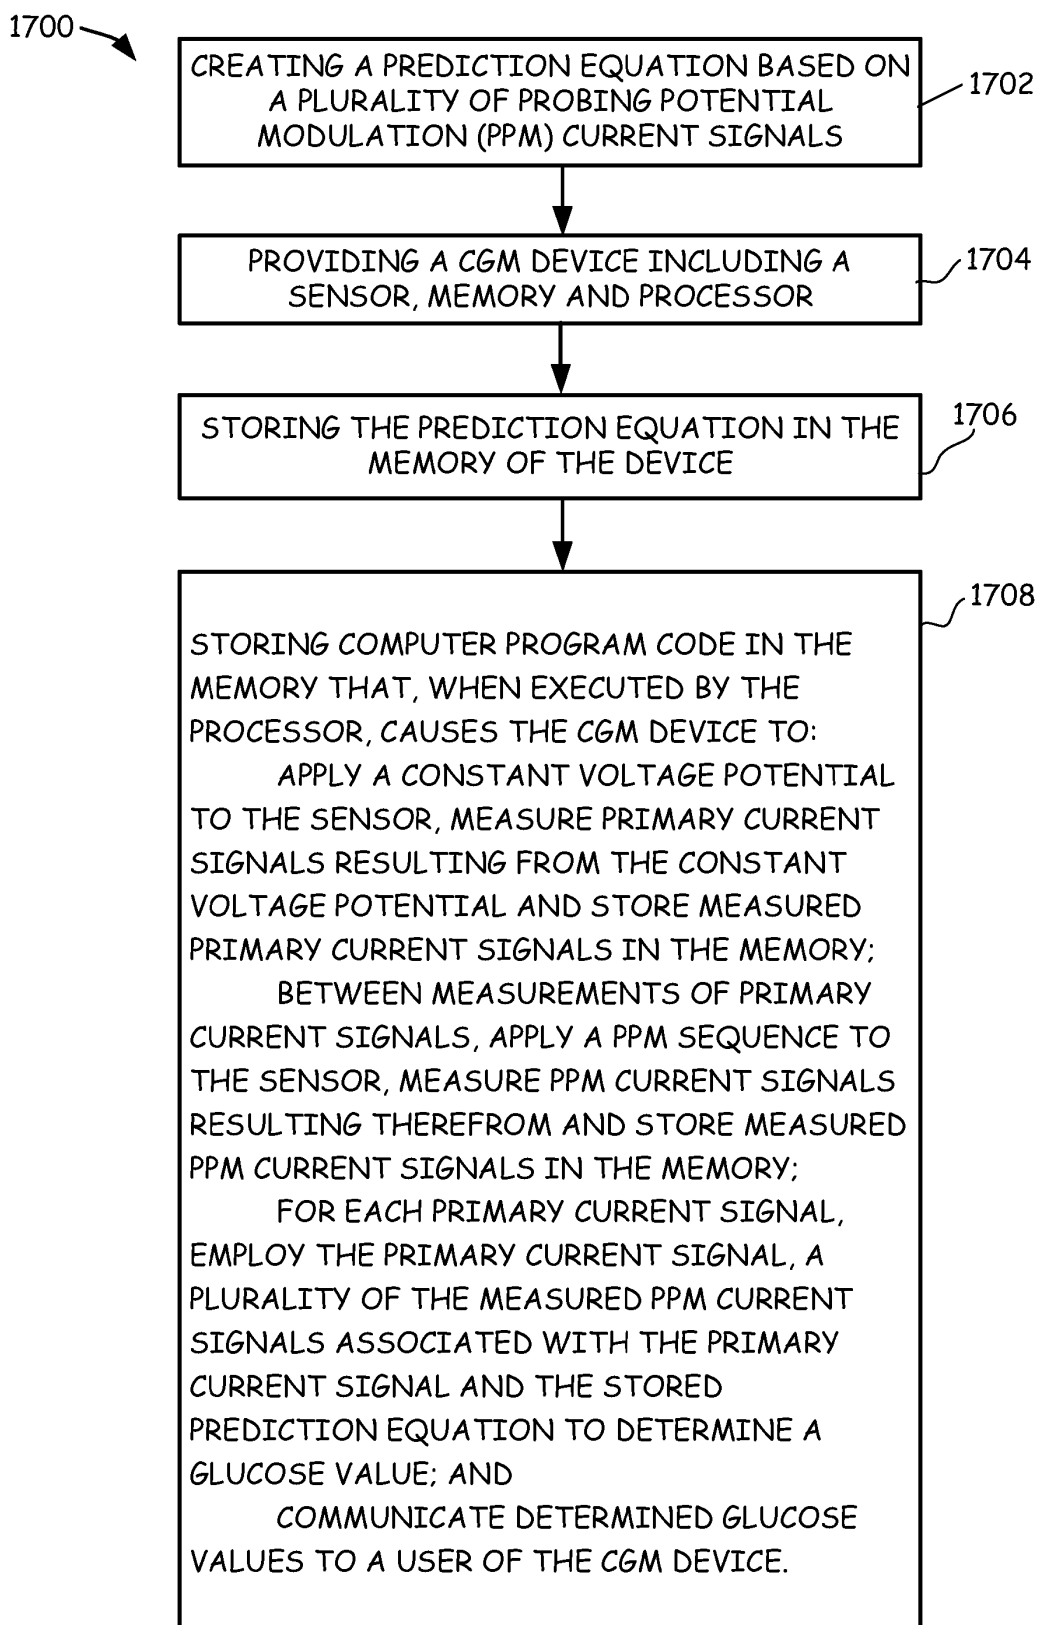 1700
CREATING A PREDICTION EQUATION BASED ON
A PLURALITY OF PROBING POTENTIAL
MODULATION (PPM) CURRENT SIGNALS
1702
PROVIDING A CGM DEVICE INCLUDING A
SENSOR, MEMORY AND PROCESSOR
1704
STORING THE PREDICTION EQUATION IN THE
MEMORY OF THE DEVICE
1706
1708
STORING COMPUTER PROGRAM CODE IN THE
MEMORY THAT, WHEN EXECUTED BY THE
PROCESSOR, CAUSES THE CGM DEVICE TO:
APPLY A CONSTANT VOLTAGE POTENTIAL
TO THE SENSOR, MEASURE PRIMARY CURRENT
SIGNALS RESULTING FROM THE CONSTANT
VOLTAGE POTENTIAL AND STORE MEASURED
PRIMARY CURRENT SIGNALS IN THE MEMORY;
BETWEEN MEASUREMENTS OF PRIMARY
CURRENT SIGNALS, APPLY A PPM SEQUENCE TO
THE SENSOR, MEASURE PPM CURRENT SIGNALS
RESULTING THEREFROM AND STORE MEASURED
PPM CURRENT SIGNALS IN THE MEMORY;
FOR EACH PRIMARY CURRENT SIGNAL,
EMPLOY THE PRIMARY CURRENT SIGNAL, A
PLURALITY OF THE MEASURED PPM CURRENT
SIGNALS ASSOCIATED WITH THE PRIMARY
CURRENT SIGNAL AND THE STORED
PREDICTION EQUATION TO DETERMINE A
GLUCOSE VALUE; AND
COMMUNICATE DETERMINED GLUCOSE
VALUES TO A USER OF THE CGM DEVICE.